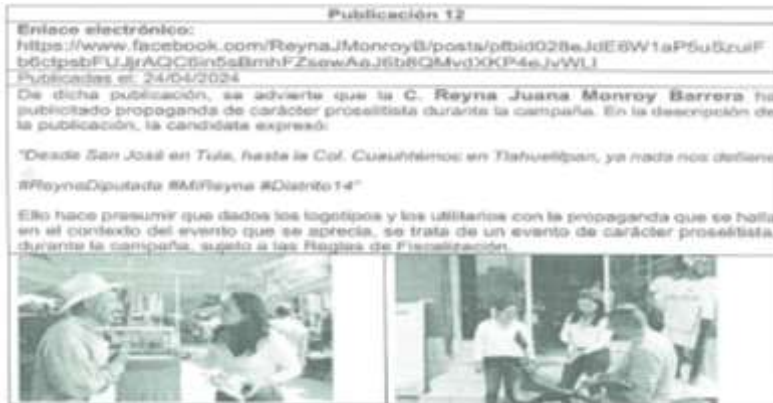 Publicación 12
Enlace electrónico:
https://www.facebook.com/ReynaJMonroyB/posts/
Publicadas el: 24/04/2024
De dicha publicación, se advierte que la C. Reyna Juana Monroy Barrera ha
publicitado propaganda de carácter proselitista durante la campaña. En la descripción de
la publicación, la candidata expresó:
"Desde San José en Tula, hasta la Col. Cuauhtémoc en Tlahuelilpan, ya nada nos detiene
#ReynaDiputada #MiReyna #Distrito14"
Ello hace presumir que dados los logotipos y los utilitarios con la propaganda que se halla
en el contexto del evento que se aprecia, se trata de un evento de carácter proselitista
durante la campaña, sujeto a las Reglas de Fiscalización.